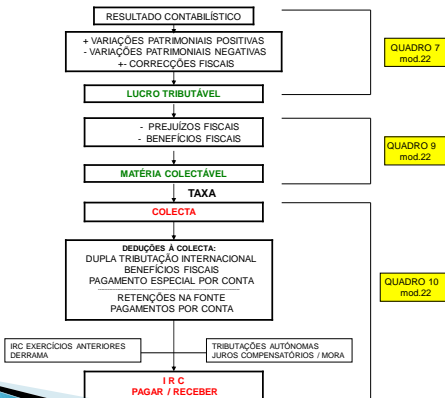 RESULTADO CONTABILÍSTICO
+ VARIAÇÕES PATRIMONIAIS POSITIVAS
- VARIAÇÕES PATRIMONIAIS NEGATIVAS
+- CORRECÇÕES FISCAIS
QUADRO 7
mod.22
LUCRO TRIBUTÁVEL
- PREJUÍZOS FISCAIS
- BENEFÍCIOS FISCAIS
QUADRO 9
mod.22
MATÉRIA COLECTÁVEL
TAXA
COLECTA
DEDUÇÕES À COLECTA:
DUPLA TRIBUTAÇÃO INTERNACIONAL
BENEFÍCIOS FISCAIS
PAGAMENTO ESPECIAL POR CONTA
RETENÇÕES NA FONTE
PAGAMENTOS POR CONTA
QUADRO 10
mod.22
IRC EXERCÍCIOS ANTERIORES
DERRAMA
TRIBUTAÇÕES AUTÓNOMAS
JUROS COMPENSATÓRIOS / MORA
I R C
PAGAR / RECEBER